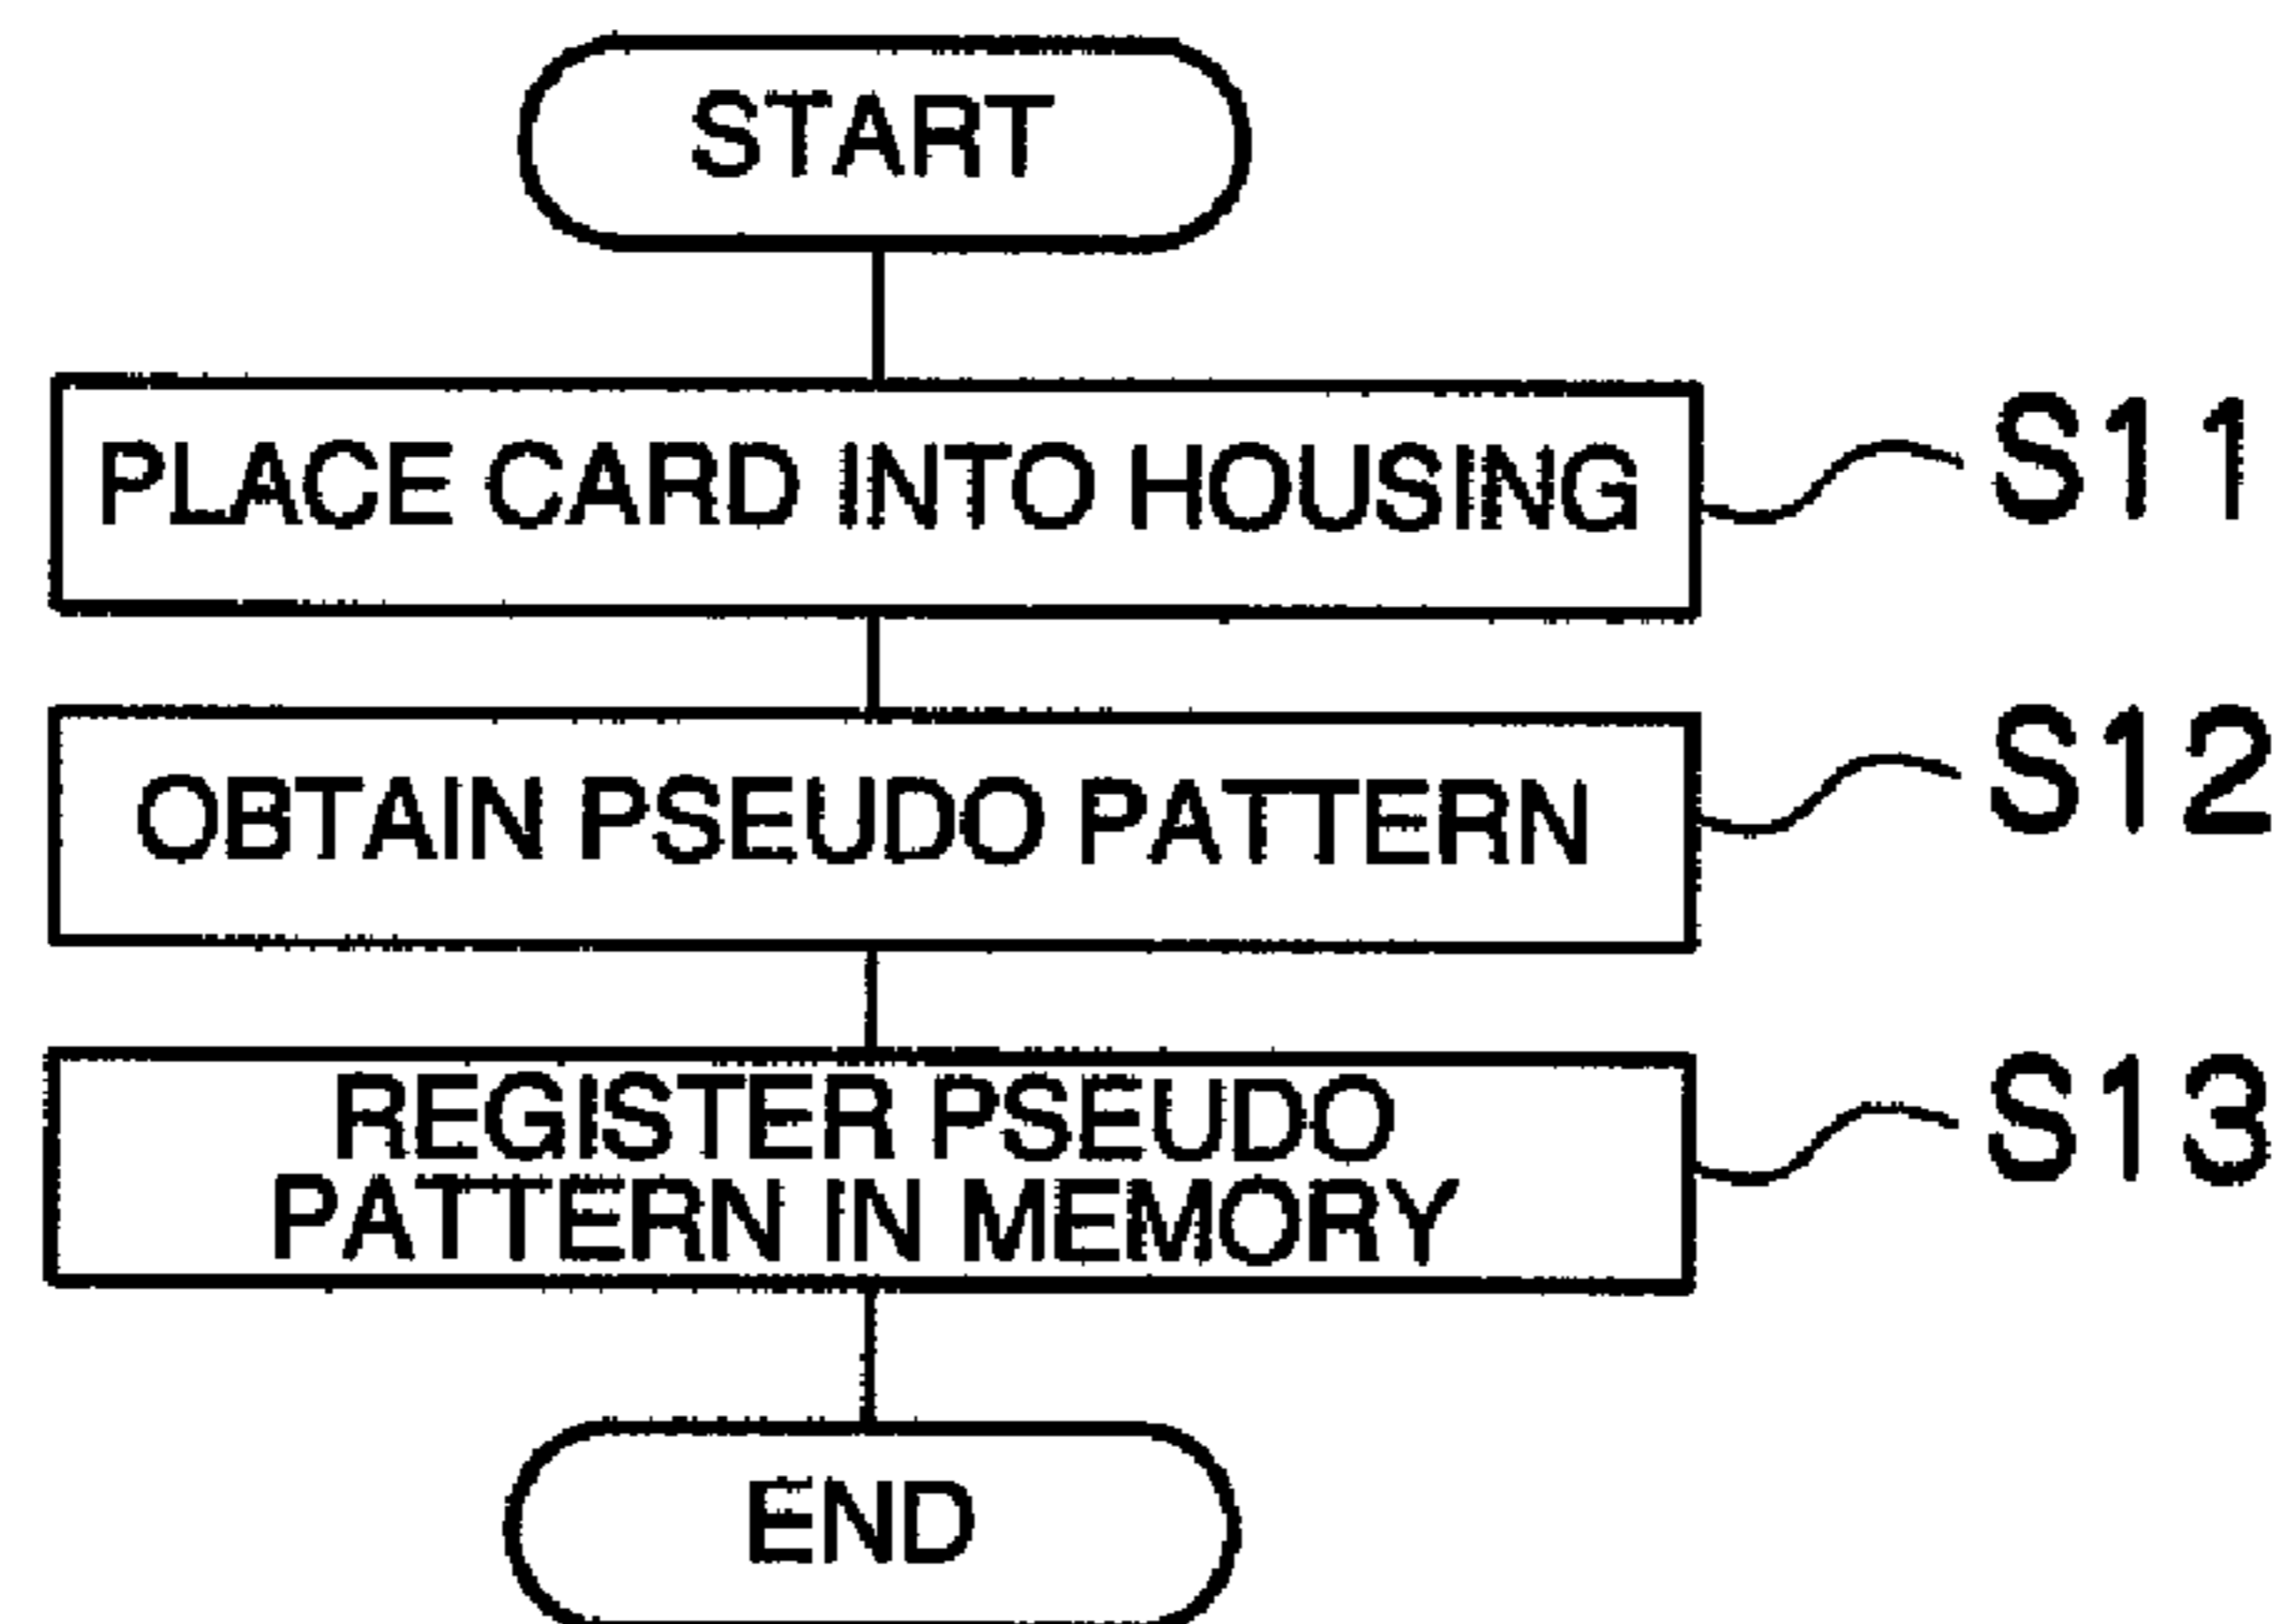 START
PLACE CARD INTO HOUSING
S11
OBTAIN PSEUDO PATTERN
S12
REGISTER PSEUDO
PATTERN IN MEMORY
S13
END